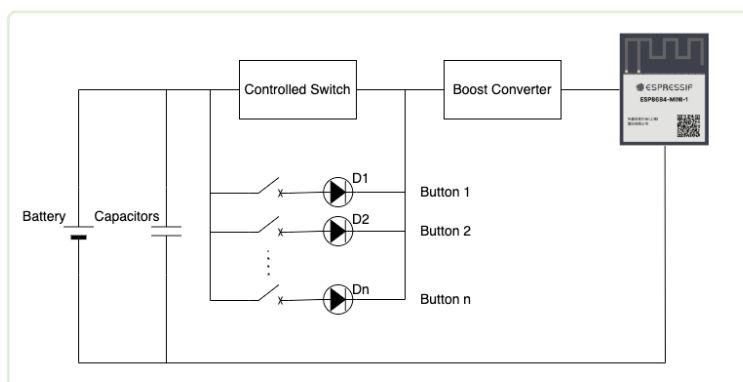 Controlled Switch
Boost Converter
ESPRESSIF
ESP8684-MINI-1
D1
Button 1
D2
Button 2
Battery
Capacitors
Dn
Button n